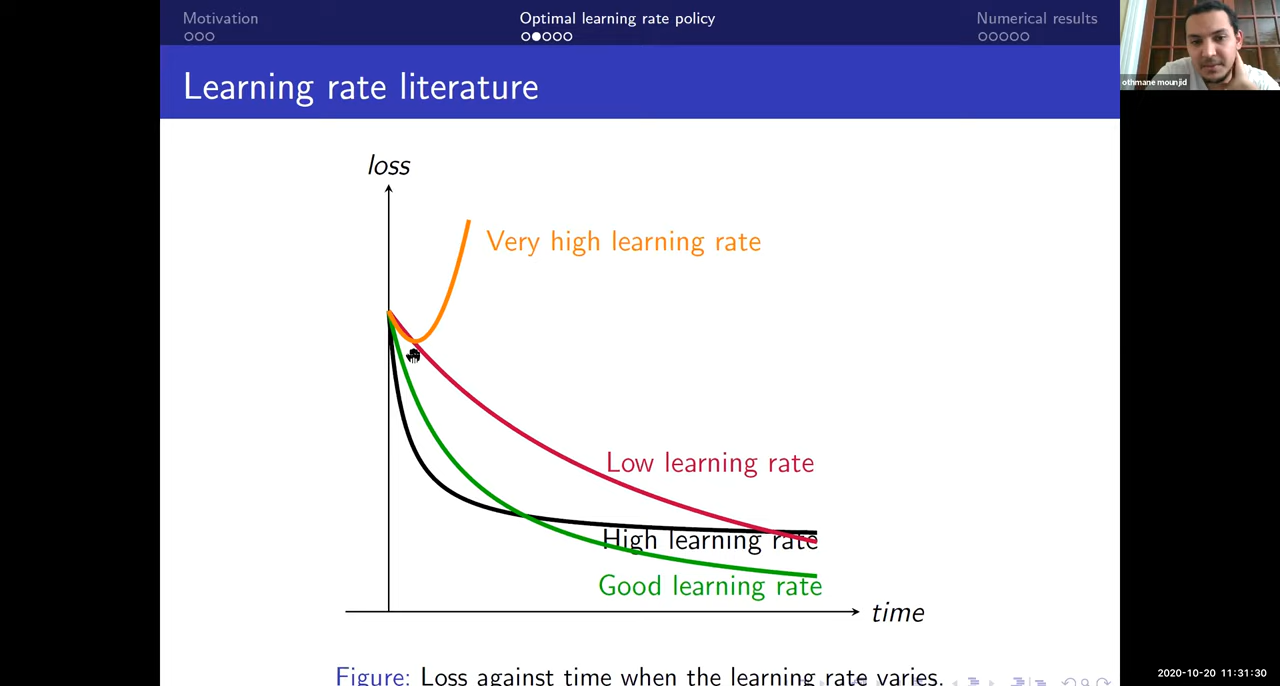 Motivation
Optimal learning rate policy
Numerical results
othmane mounjid
Learning rate literature
loss
Very high learning rate
Low learning rate
High learning rate
Good learning rate
time
Figure: Loss against time when the learning rate varies.
2020-10-20 11:31:30